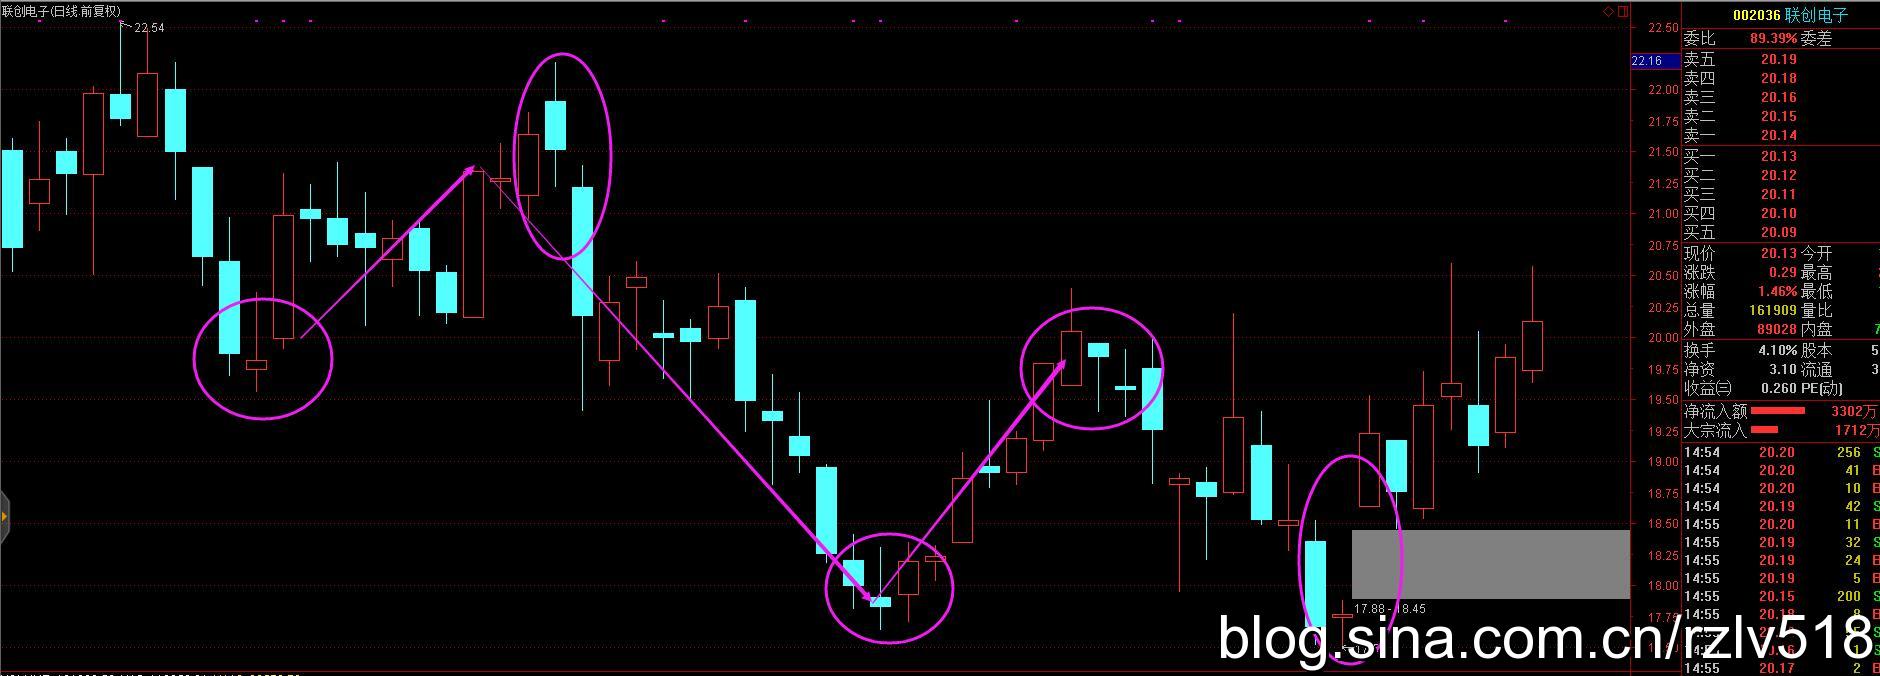 联创电子(日线.前复权)
22.54
22.50
22.16
22.00
21.75
21.50
21.25
21.00
20.75
20.50
20.25
20.00
19.75
19.50
19.25
19.00
18.75
18.50
18.25
18.00
17.75
17.88 - 18.45
002036 联创电子
委比 89.39% 委差
卖五 20.19
卖四 20.18
卖三 20.16
卖二 20.15
卖一 20.14
买一 20.13
买二 20.12
买三 20.11
买四 20.10
买五 20.09
现价 20.13 今开
涨跌 0.29 最高
涨幅 1.46% 最低
总量 161909 量比
外盘 89028 内盘 7
换手 4.10% 股本 5
净资 3.10 流通 3
收益㈢ 0.260 PE(动)
净流入额 3302万
大宗流入 1712万
14:54 20.20 256 S
14:54 20.20 41 B
14:54 20.20 10 B
14:54 20.19 42 S
14:55 20.20 11 B
14:55 20.19 32 S
14:55 20.19 24 B
14:55 20.19 5 B
14:55 20.15 200 S
14:55 20.18 8 B
14:55
14:55 1 S
14:55 20.17 2 B
blog.sina.com.cn/rzlv518